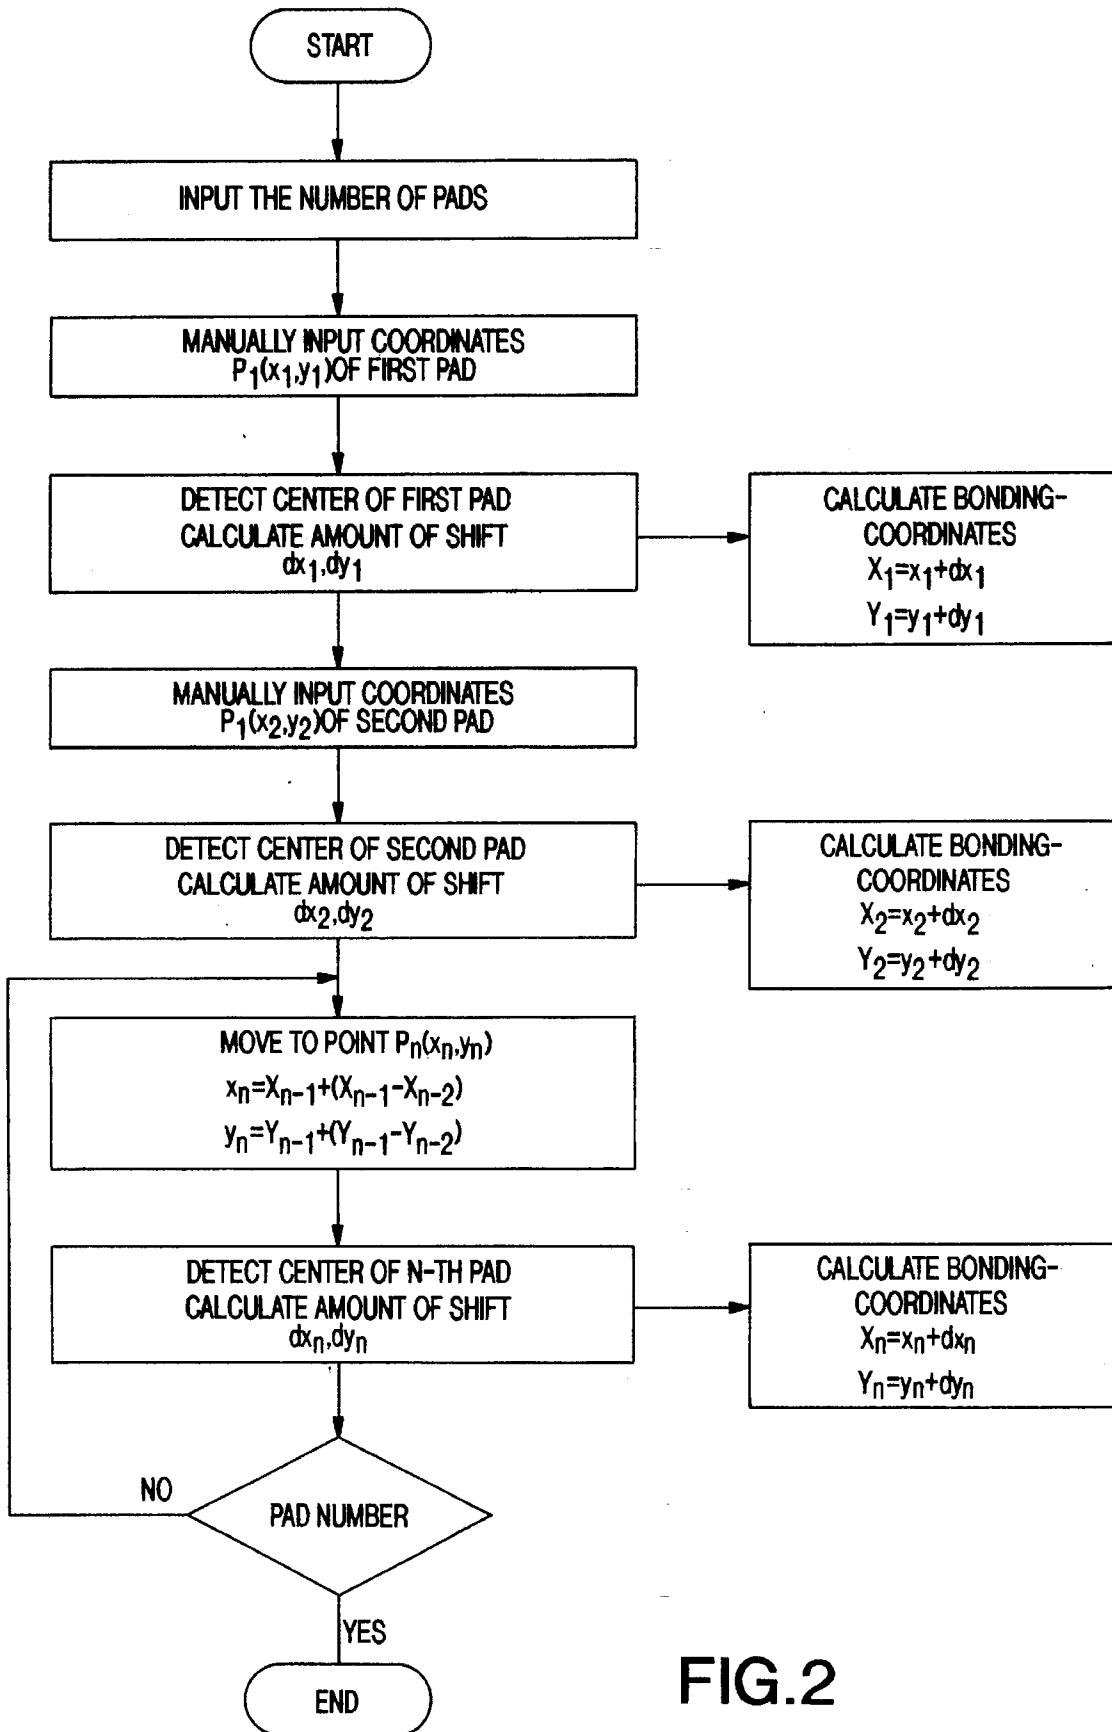 START
INPUT THE NUMBER OF PADS
MANUALLY INPUT COORDINATES
P₁(x₁,y₁)OF FIRST PAD
DETECT CENTER OF FIRST PAD
CALCULATE AMOUNT OF SHIFT
dx₁,dy₁
CALCULATE BONDING-
COORDINATES
X₁=x₁+dx₁
Y₁=y₁+dy₁
MANUALLY INPUT COORDINATES
P₁(x₂,y₂)OF SECOND PAD
DETECT CENTER OF SECOND PAD
CALCULATE AMOUNT OF SHIFT
dx₂,dy₂
CALCULATE BONDING-
COORDINATES
X₂=x₂+dx₂
Y₂=y₂+dy₂
MOVE TO POINT Pₙ(xₙ,yₙ)
xₙ=Xₙ₋₁+(Xₙ₋₁-Xₙ₋₂)
yₙ=Yₙ₋₁+(Yₙ₋₁-Yₙ₋₂)
DETECT CENTER OF N-TH PAD
CALCULATE AMOUNT OF SHIFT
dxₙ,dyₙ
CALCULATE BONDING-
COORDINATES
Xₙ=xₙ+dxₙ
Yₙ=yₙ+dyₙ
NO
PAD NUMBER
YES
END
FIG.2